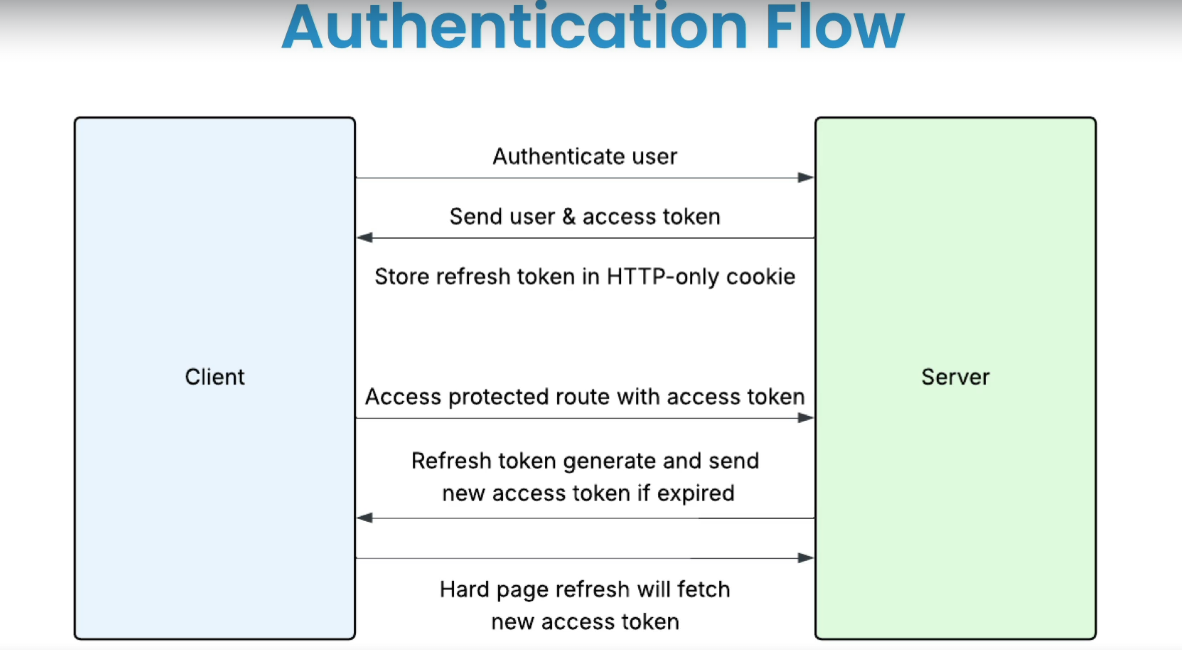 Authentication Flow
Authenticate user
Send user & access token
Store refresh token in HTTP-only cookie
Client
Server
Access protected route with access token
Refresh token generate and send
new access token if expired
Hard page refresh will fetch
new access token